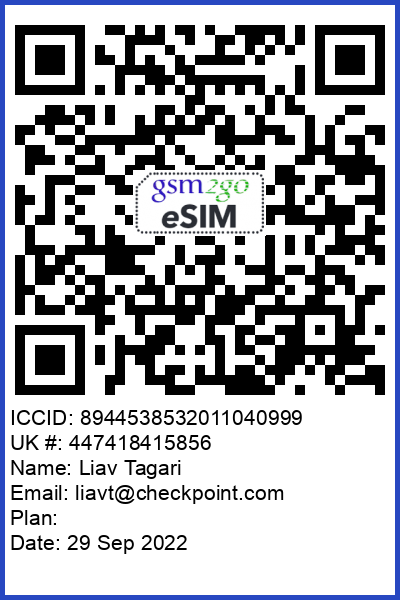 gsm2go
eSIM
ICCID: 8944538532011040999
UK #: 447418415856
Name: Liav Tagari
Email: liavt@checkpoint.com
Plan:
Date: 29 Sep 2022